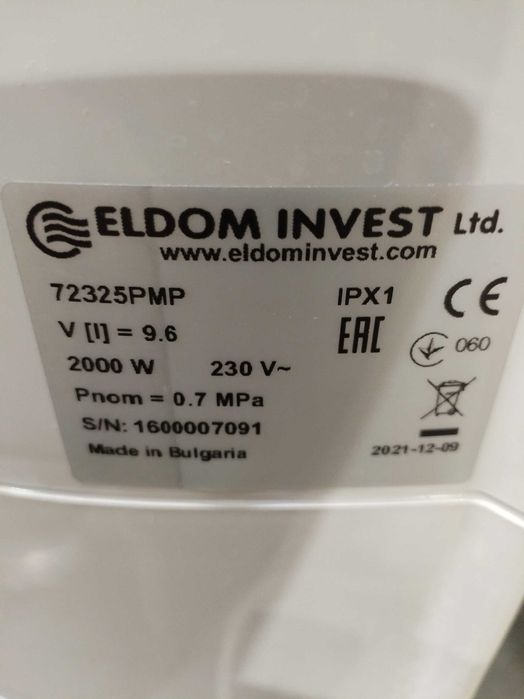 ELDOM INVEST Ltd.
www.eldominvest.com
72325PMP IPX1 CE
V [l] = 9.6 EAC
2000 W 230 V~ 060
Pnom = 0.7 MPa
S/N: 1600007091
Made in Bulgaria 2021-12-09